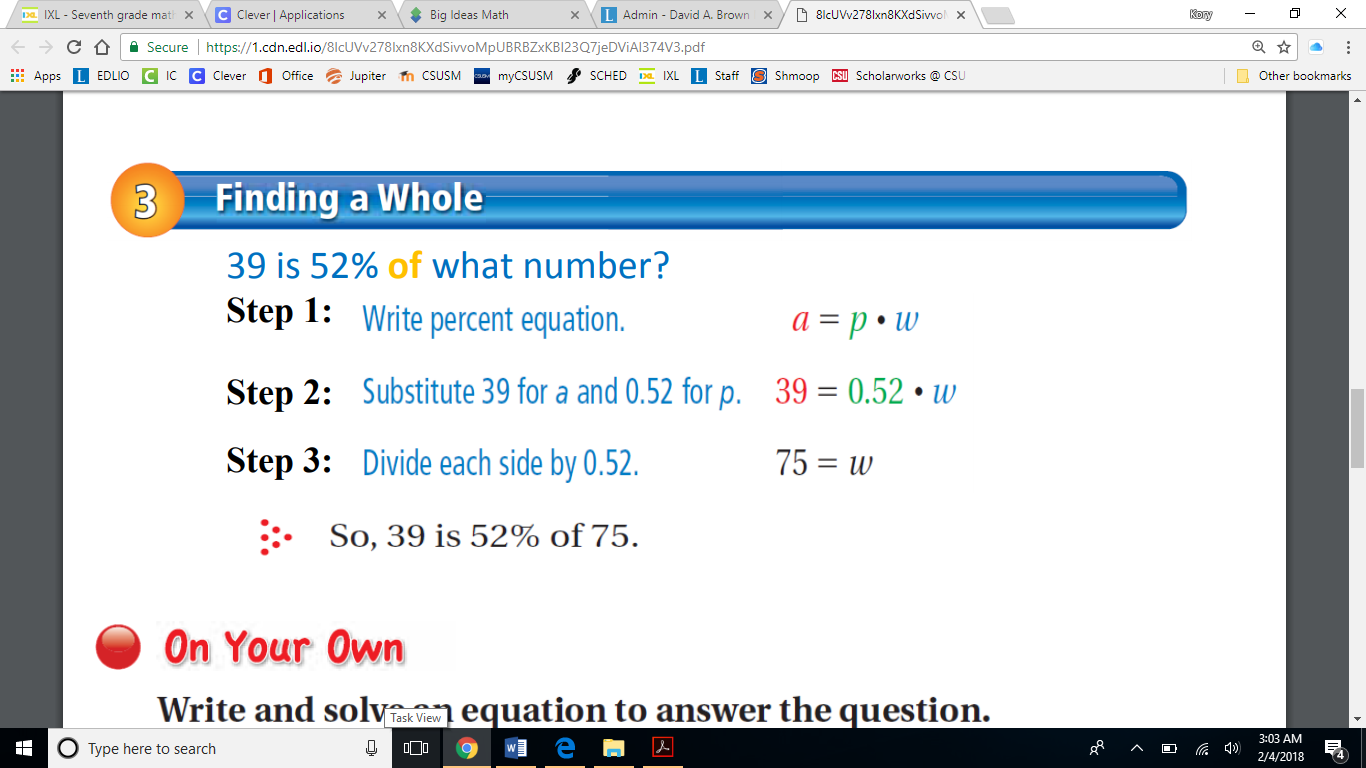 IXL - Seventh grade math
Clever | Applications
Big Ideas Math
Admin - David A. Brown
Kory
Secure https://1.cdn.edl.io/
Apps EDLIO IC Clever Office Jupiter CSUSM myCSUSM SCHED IXL Staff Shmoop Scholarworks @ CSU Other bookmarks
3 Finding a Whole
39 is 52% of what number?
Step 1: Write percent equation. a = p • w
Step 2: Substitute 39 for a and 0.52 for p. 39 = 0.52 • w
Step 3: Divide each side by 0.52. 75 = w
So, 39 is 52% of 75.
On Your Own
Write and solve an equation to answer the question.
Task View
Type here to search
3:03 AM
2/4/2018
4